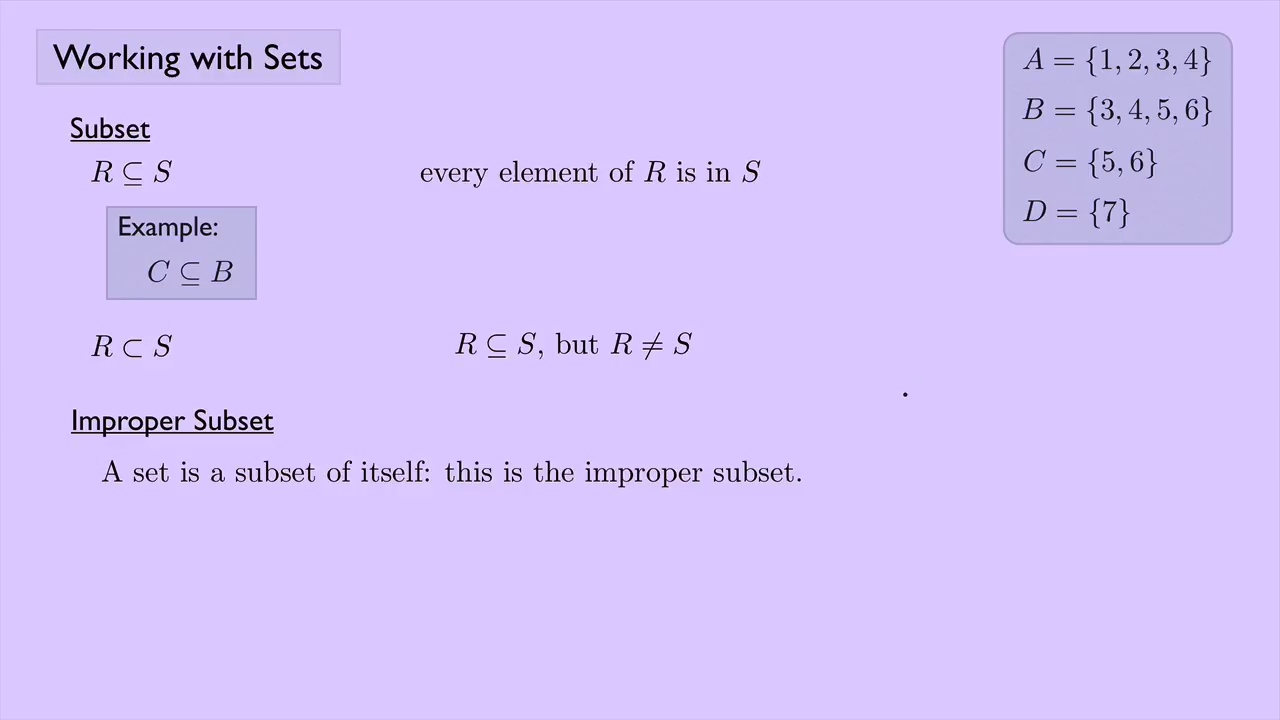 Working with Sets
A = {1, 2, 3, 4}
B = {3, 4, 5, 6}
C = {5, 6}
D = {7}
Subset
R ⊆ S every element of R is in S
Example:
C ⊆ B
R ⊂ S R ⊆ S, but R ≠ S
.
Improper Subset
A set is a subset of itself: this is the improper subset.